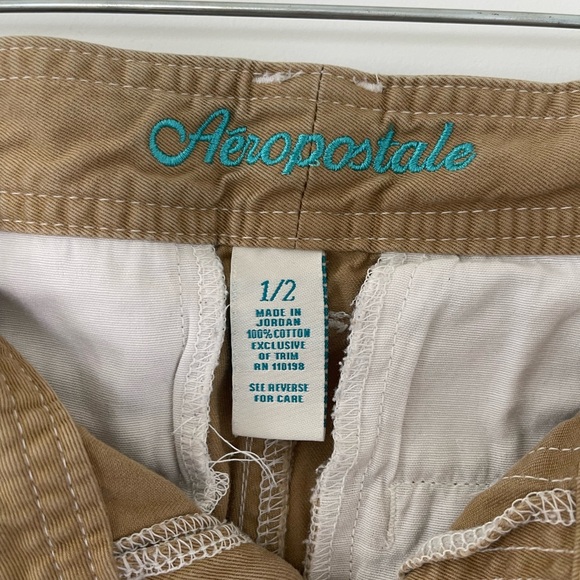 Aéropostale
1/2
MADE IN
JORDAN
100% COTTON
EXCLUSIVE
OF TRIM
RN 118198
SEE REVERSE
FOR CARE